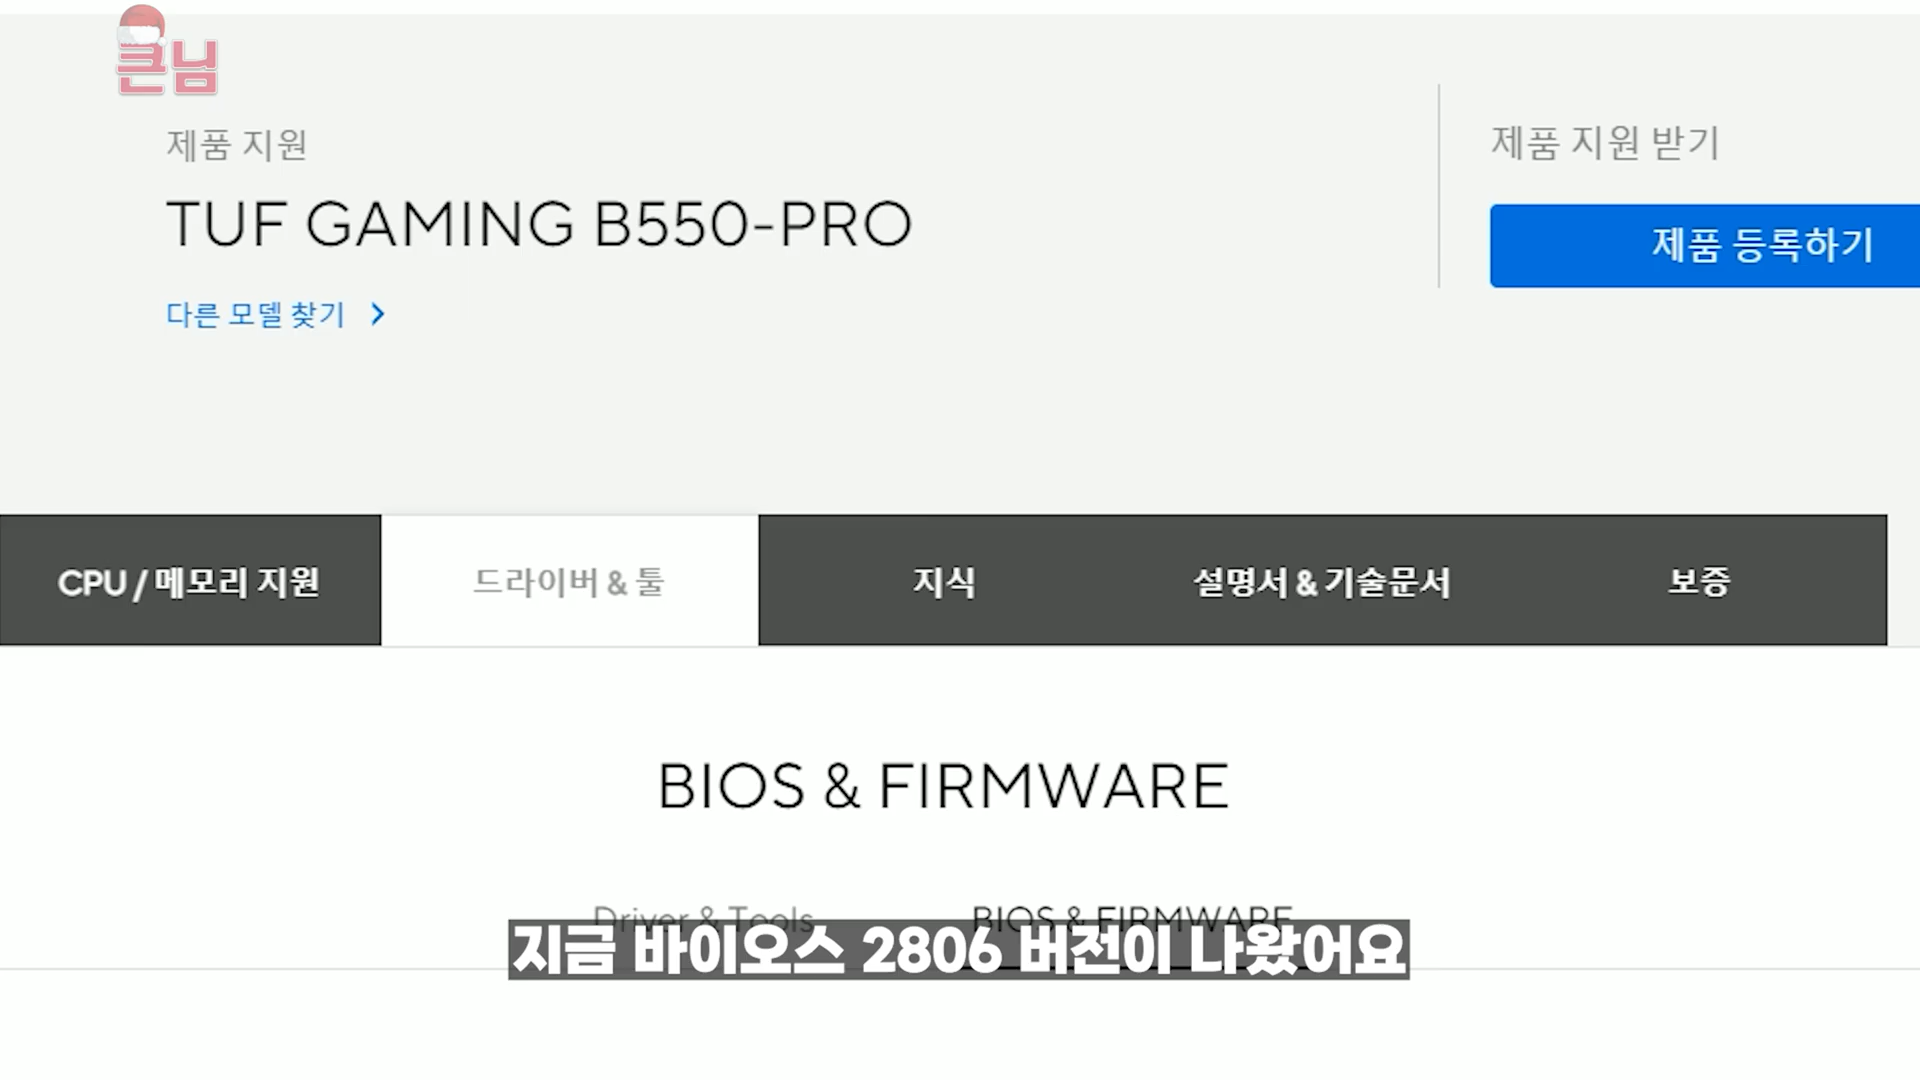 큰님
제품 지원
TUF GAMING B550-PRO
다른 모델 찾기
제품 지원 받기
제품 등록하기
CPU / 메모리 지원
드라이버 & 툴
지식
설명서 & 기술문서
보증
BIOS & FIRMWARE
Driver & Tools
BIOS & FIRMWARE
지금 바이오스 2806 버전이 나왔어요